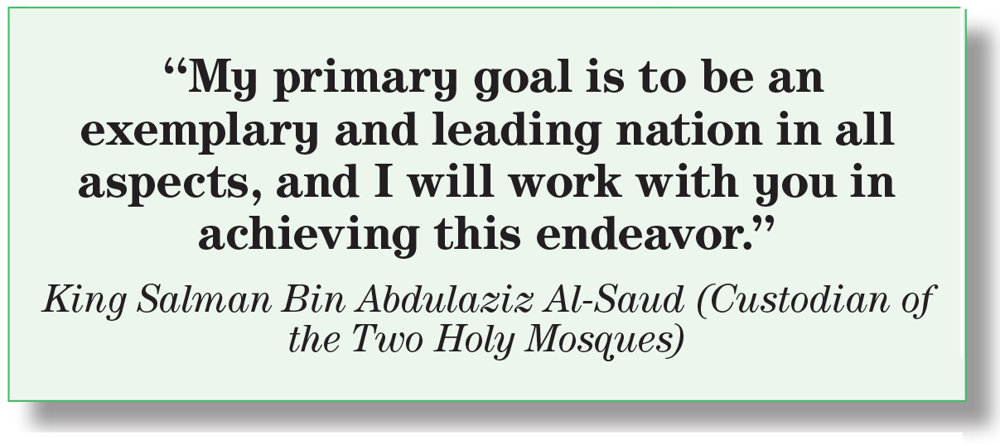 “My primary goal is to be an
exemplary and leading nation in all
aspects, and I will work with you in
achieving this endeavor.”
King Salman Bin Abdulaziz Al-Saud (Custodian of
the Two Holy Mosques)